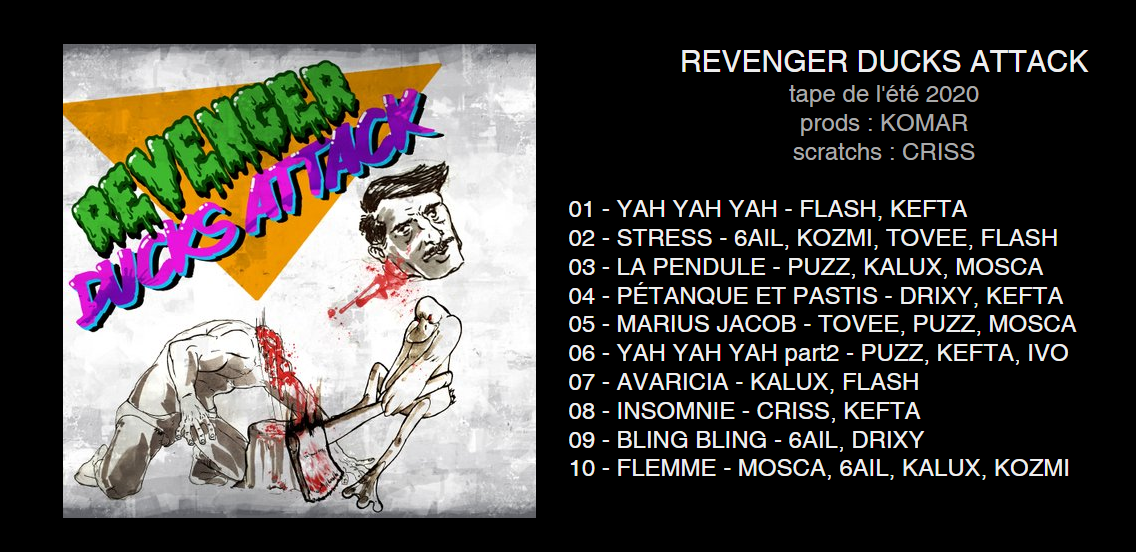 REVENGER
DUCKS ATTACK
REVENGER DUCKS ATTACK
tape de l'été 2020
prods : KOMAR
scratchs : CRISS
01 - YAH YAH YAH - FLASH, KEFTA
02 - STRESS - 6AIL, KOZMI, TOVEE, FLASH
03 - LA PENDULE - PUZZ, KALUX, MOSCA
04 - PÉTANQUE ET PASTIS - DRIXY, KEFTA
05 - MARIUS JACOB - TOVEE, PUZZ, MOSCA
06 - YAH YAH YAH part2 - PUZZ, KEFTA, IVO
07 - AVARICIA - KALUX, FLASH
08 - INSOMNIE - CRISS, KEFTA
09 - BLING BLING - 6AIL, DRIXY
10 - FLEMME - MOSCA, 6AIL, KALUX, KOZMI